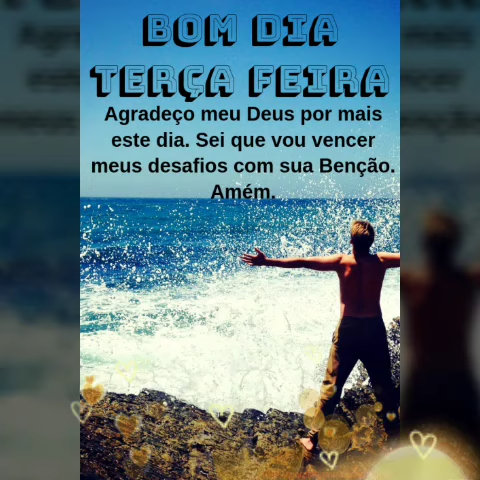 BOM DIA
TERÇA FEIRA
Agradeço meu Deus por mais
este dia. Sei que vou vencer
meus desafios com sua Benção.
Amém.